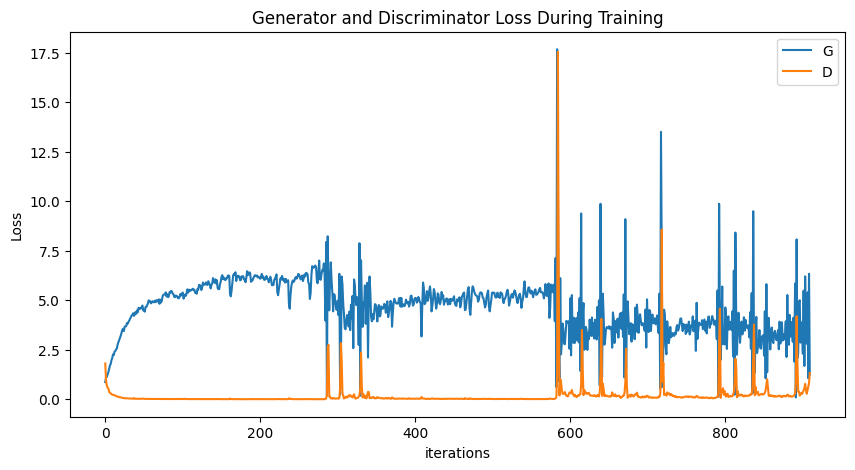 Generator and Discriminator Loss During Training
G
D
Loss
17.5
15.0
12.5
10.0
7.5
5.0
2.5
0.0
0
200
400
600
800
iterations